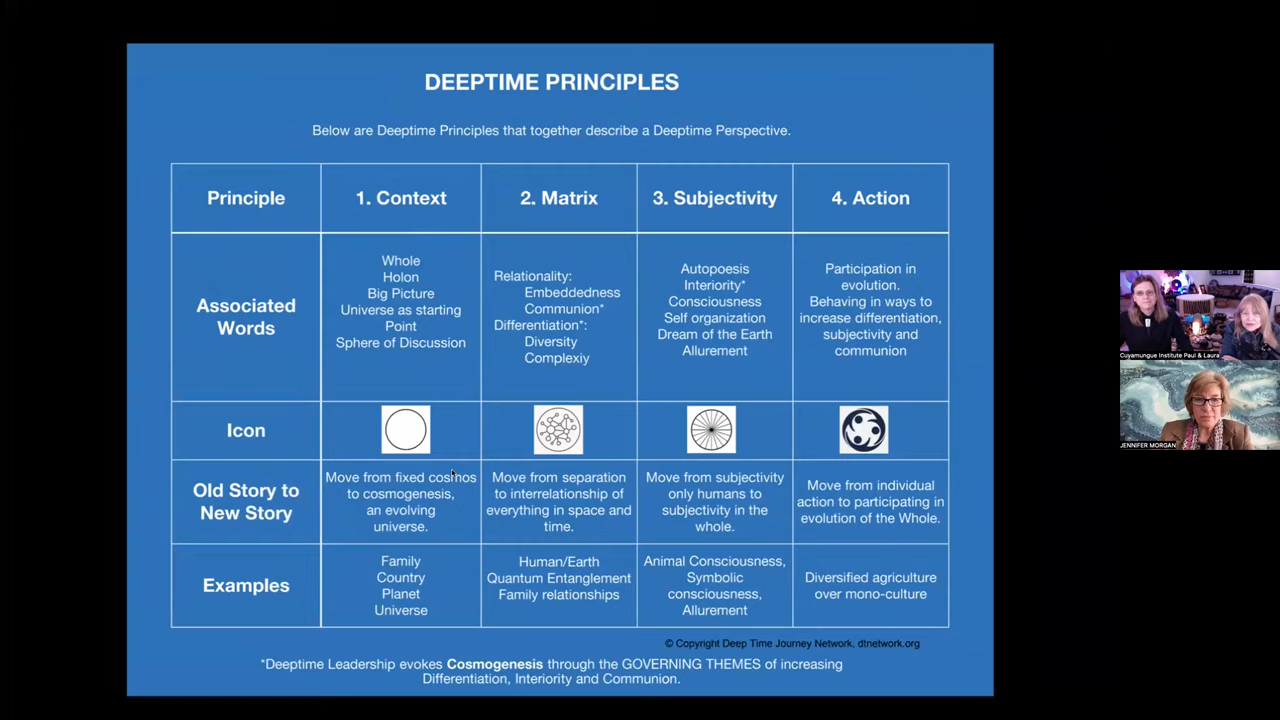 DEEPTIME PRINCIPLES
Below are Deeptime Principles that together describe a Deeptime Perspective.
Principle
1. Context
2. Matrix
3. Subjectivity
4. Action
Associated
Words
Whole
Holon
Big Picture
Universe as starting
Point
Sphere of Discussion
Relationality:
Embeddedness
Communion*
Differentiation*:
Diversity
Complexiy
Autopoesis
Interiority*
Consciousness
Self organization
Dream of the Earth
Allurement
Participation in
evolution.
Behaving in ways to
increase differentiation,
subjectivity and
communion
Icon
Old Story to
New Story
Move from fixed cosmos
to cosmogenesis,
an evolving
universe.
Move from separation
to interrelationship of
everything in space and
time.
Move from subjectivity
only humans to
subjectivity in the
whole.
Move from individual
action to participating in
evolution of the Whole.
Examples
Family
Country
Planet
Universe
Human/Earth
Quantum Entanglement
Family relationships
Animal Consciousness,
Symbolic
consciousness,
Allurement
Diversified agriculture
over mono-culture
© Copyright Deep Time Journey Network, dtnetwork.org
*Deeptime Leadership evokes Cosmogenesis through the GOVERNING THEMES of increasing
Differentiation, Interiority and Communion.
Cuyamungue Institute Paul & Laura
JENNIFER MORGAN